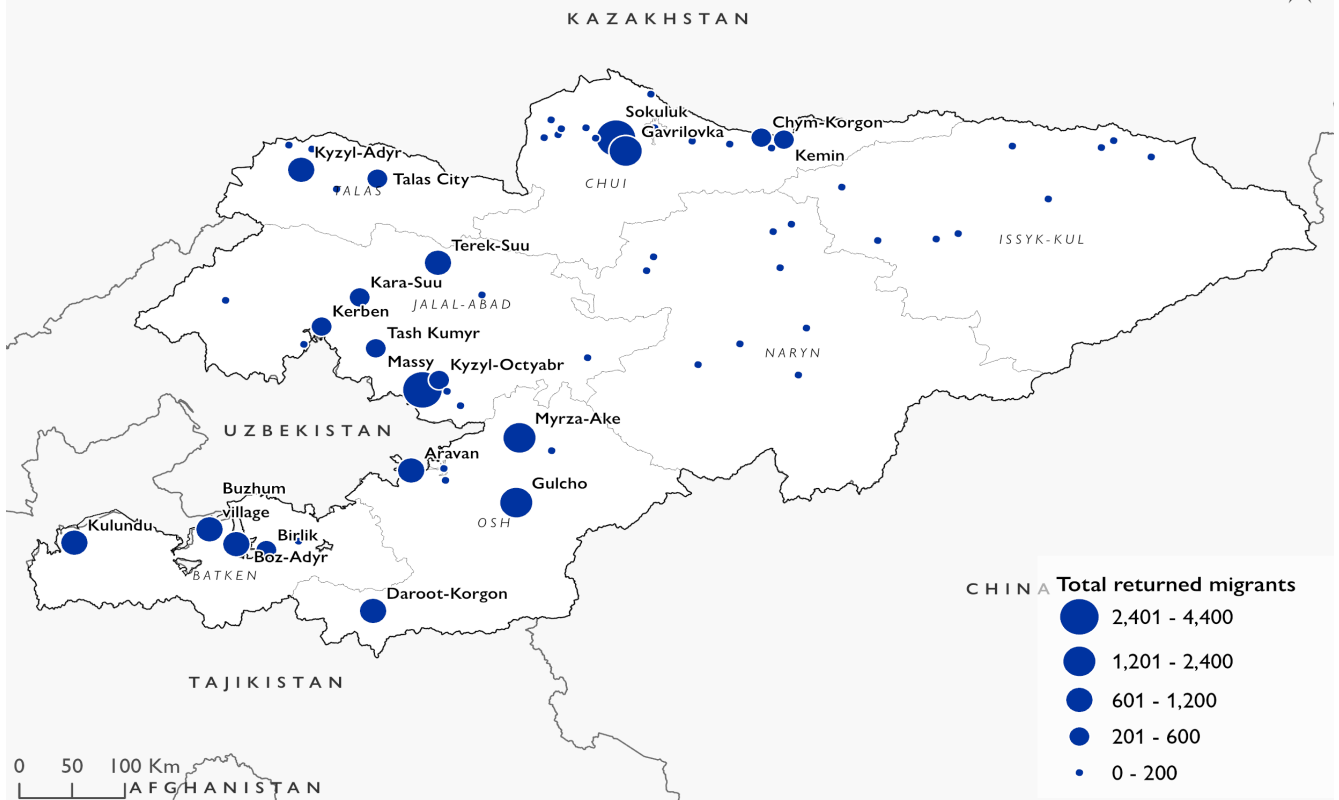 KAZAKHSTAN
Sokuluk
Chym-Korgon
Gavrilovka
Kyzyl-Adyr
Kemin
Talas City
CHUI
TALAS
ISSYK-KUL
Terek-Suu
Kara-Suu
JALAL-ABAD
Kerben
Tash Kumyr
NARYN
Massy
Kyzyl-Octyabr
Myrza-Ake
UZBEKISTAN
Aravan
Gulcho
Buzhum
village
OSH
Kulundu
Birlik
Boz-Adyr
BATKEN
Daroot-Korgon
CHINA
Total returned migrants
2,401 - 4,400
1,201 - 2,400
601 - 1,200
201 - 600
0 - 200
TAJIKISTAN
0 50 100 Km
AFGHANISTAN